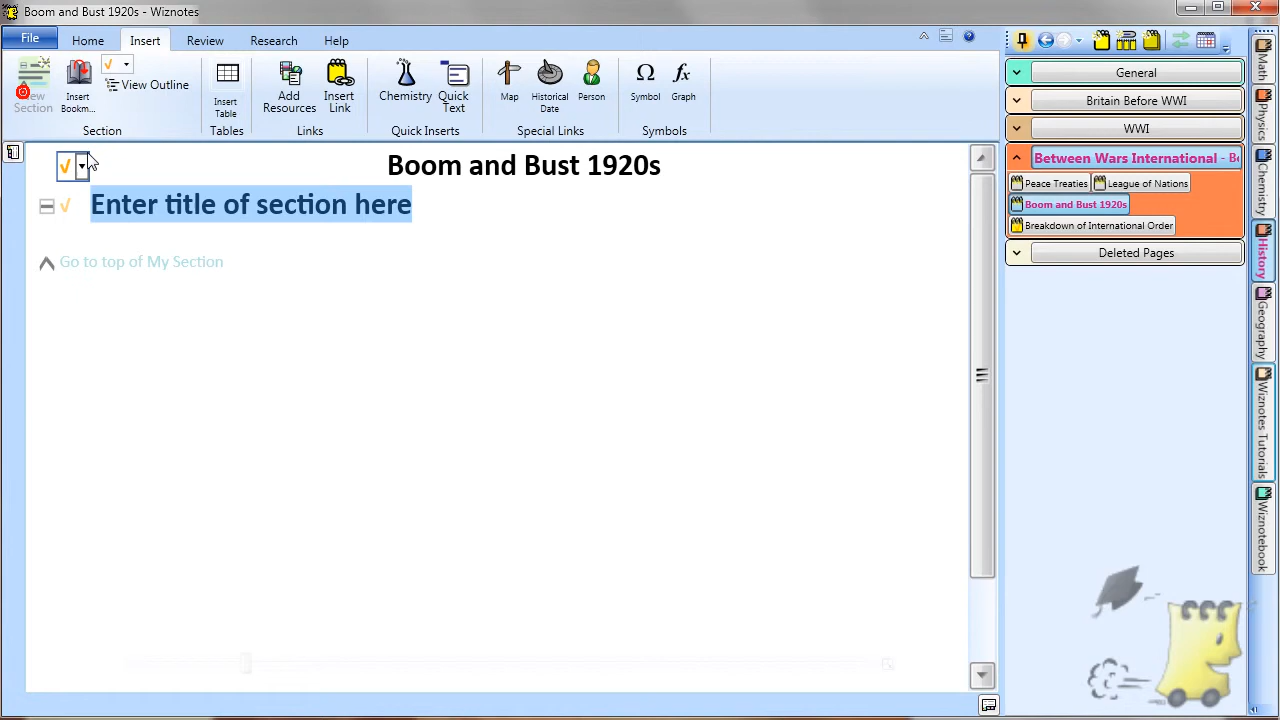 Boom and Bust 1920s - Wiznotes
File Home Insert Review Research Help
New Section
Insert Bookm...
View Outline
Section
Insert Table
Tables
Add Resources
Insert Link
Links
Chemistry
Quick Text
Quick Inserts
Map
Historic Date
Person
Special Links
Symbol
Graph
Symbols
Boom and Bust 1920s
Enter title of section here
Go to top of My Section
General
Britain Before WWI
WWI
Between Wars International - Be
Peace Treaties
League of Nations
Boom and Bust 1920s
Breakdown of International Order
Deleted Pages
Math
Physics
Chemistry
History
Geography
Wiznotes Tutorials
Wiznotebook